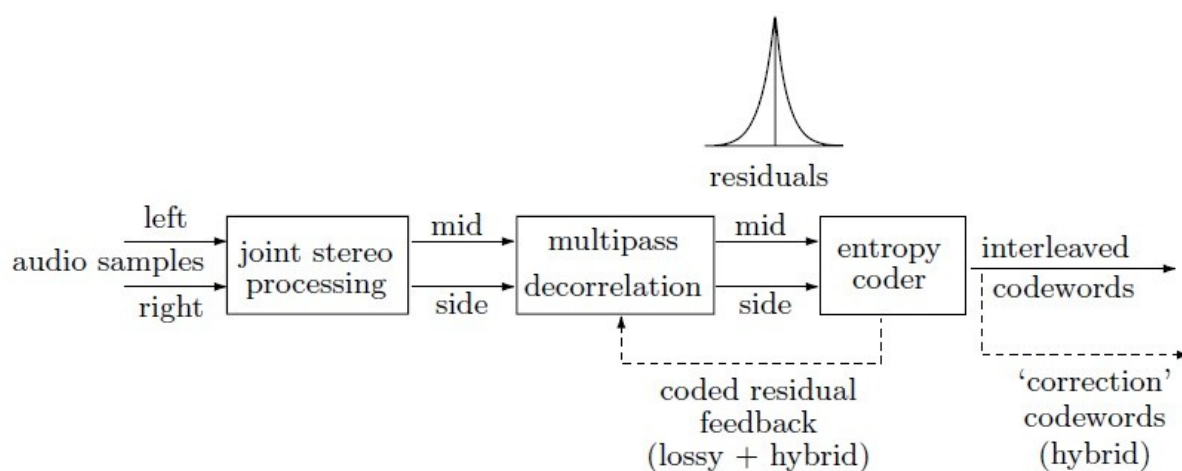 residuals
left
audio samples
right
joint stereo
processing
mid
side
multipass
decorrelation
mid
side
entropy
coder
interleaved
codewords
coded residual
feedback
(lossy + hybrid)
‘correction’
codewords
(hybrid)